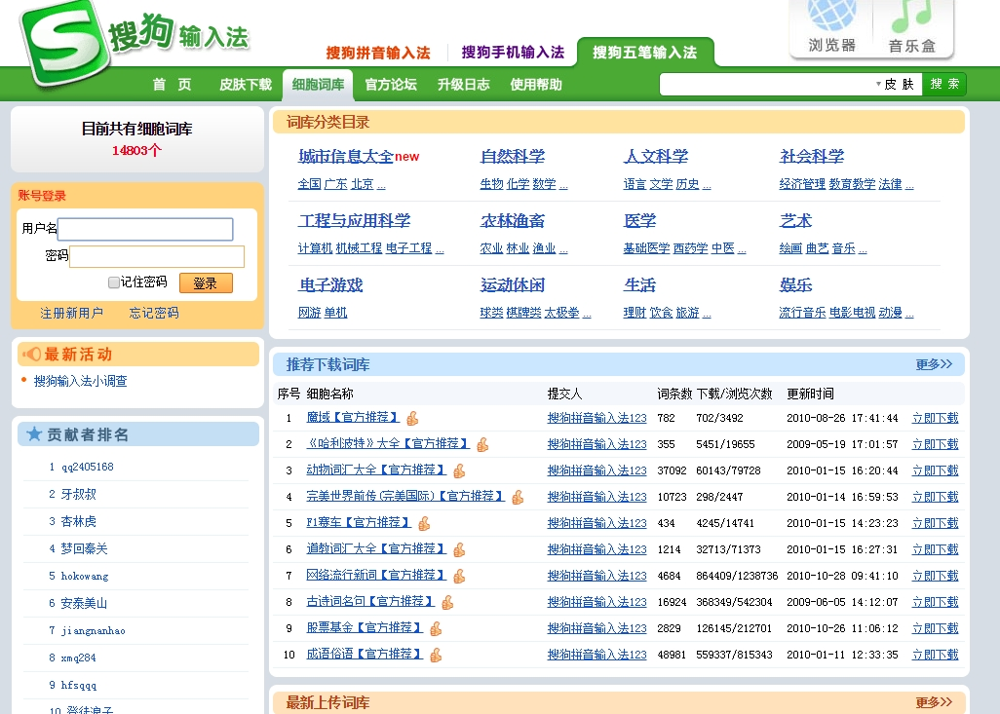 搜狗输入法
搜狗拼音输入法 搜狗手机输入法 搜狗五笔输入法
浏览器 音乐盒
首 页 皮肤下载 细胞词库 官方论坛 升级日志 使用帮助 皮 肤 搜 索
目前共有细胞词库
14803个
账号登录
用户名
密码
记住密码 登录
注册新用户 忘记密码
最新活动
搜狗输入法小调查
贡献者排名
1 qq2405168
2 牙叔叔
3 杏林虎
4 梦回秦关
5 hokowang
6 安泰美山
7 jiangnanhao
8 xmq284
9 hfsqqq
10 登徒浪子
词库分类目录
城市信息大全new 自然科学 人文科学 社会科学
全国 广东 北京 ... 生物 化学 数学 ... 语言 文学 历史 ... 经济管理 教育教学 法律 ...
工程与应用科学 农林渔畜 医学 艺术
计算机 机械工程 电子工程 ... 农业 林业 渔业 ... 基础医学 西药学 中医 ... 绘画 曲艺 音乐 ...
电子游戏 运动休闲 生活 娱乐
网游 单机 球类 棋牌类 太极拳 ... 理财 饮食 旅游 ... 流行音乐 电影电视 动漫 ...
推荐下载词库 更多>>
序号 细胞名称 提交人 词条数 下载/浏览次数 更新时间
1 魔域【官方推荐】 搜狗拼音输入法123 782 702/3492 2010-08-26 17:41:44 立即下载
2 《哈利波特》大全【官方推荐】 搜狗拼音输入法123 355 5451/19655 2009-05-19 17:01:57 立即下载
3 动物词汇大全【官方推荐】 搜狗拼音输入法123 37092 60143/79728 2010-01-15 16:20:44 立即下载
4 完美世界前传(完美国际)【官方推荐】 搜狗拼音输入法123 10723 298/2447 2010-01-14 16:59:53 立即下载
5 F1赛车【官方推荐】 搜狗拼音输入法123 434 4245/14741 2010-01-15 14:23:23 立即下载
6 道教词汇大全【官方推荐】 搜狗拼音输入法123 1214 32713/71373 2010-01-15 16:27:31 立即下载
7 网络流行新词【官方推荐】 搜狗拼音输入法123 4684 864409/1238736 2010-10-28 09:41:10 立即下载
8 古诗词名句【官方推荐】 搜狗拼音输入法123 16924 368349/542304 2009-06-05 14:12:07 立即下载
9 股票基金【官方推荐】 搜狗拼音输入法123 2829 126145/212701 2010-10-26 11:06:12 立即下载
10 成语俗语【官方推荐】 搜狗拼音输入法123 48981 559337/815343 2010-01-11 12:33:35 立即下载
最新上传词库 更多>>